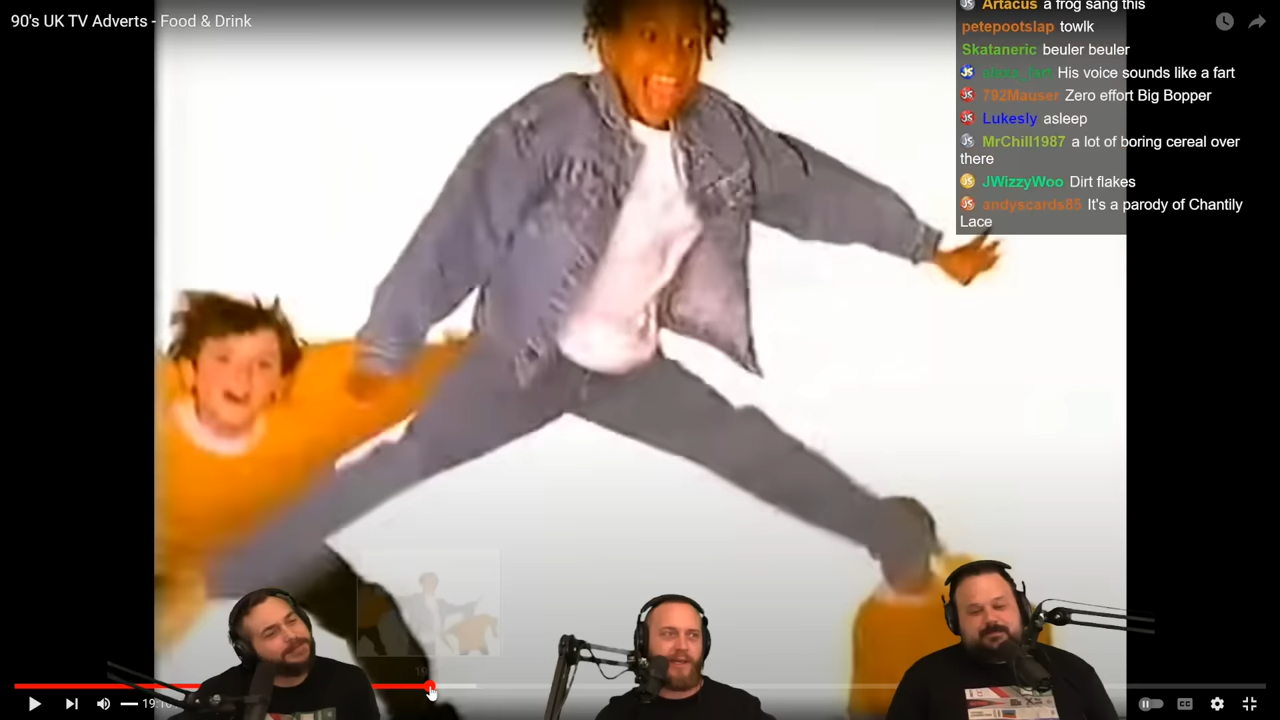 90's UK TV Adverts - Food & Drink
Artacus a frog sang this
petepootslap towlk
Skataneric beuler beuler
His voice sounds like a fart
792Mauser Zero effort Big Bopper
Lukesly asleep
MrChill1987 a lot of boring cereal over
there
JWizzyWoo Dirt flakes
andyscards85 It's a parody of Chantily
Lace